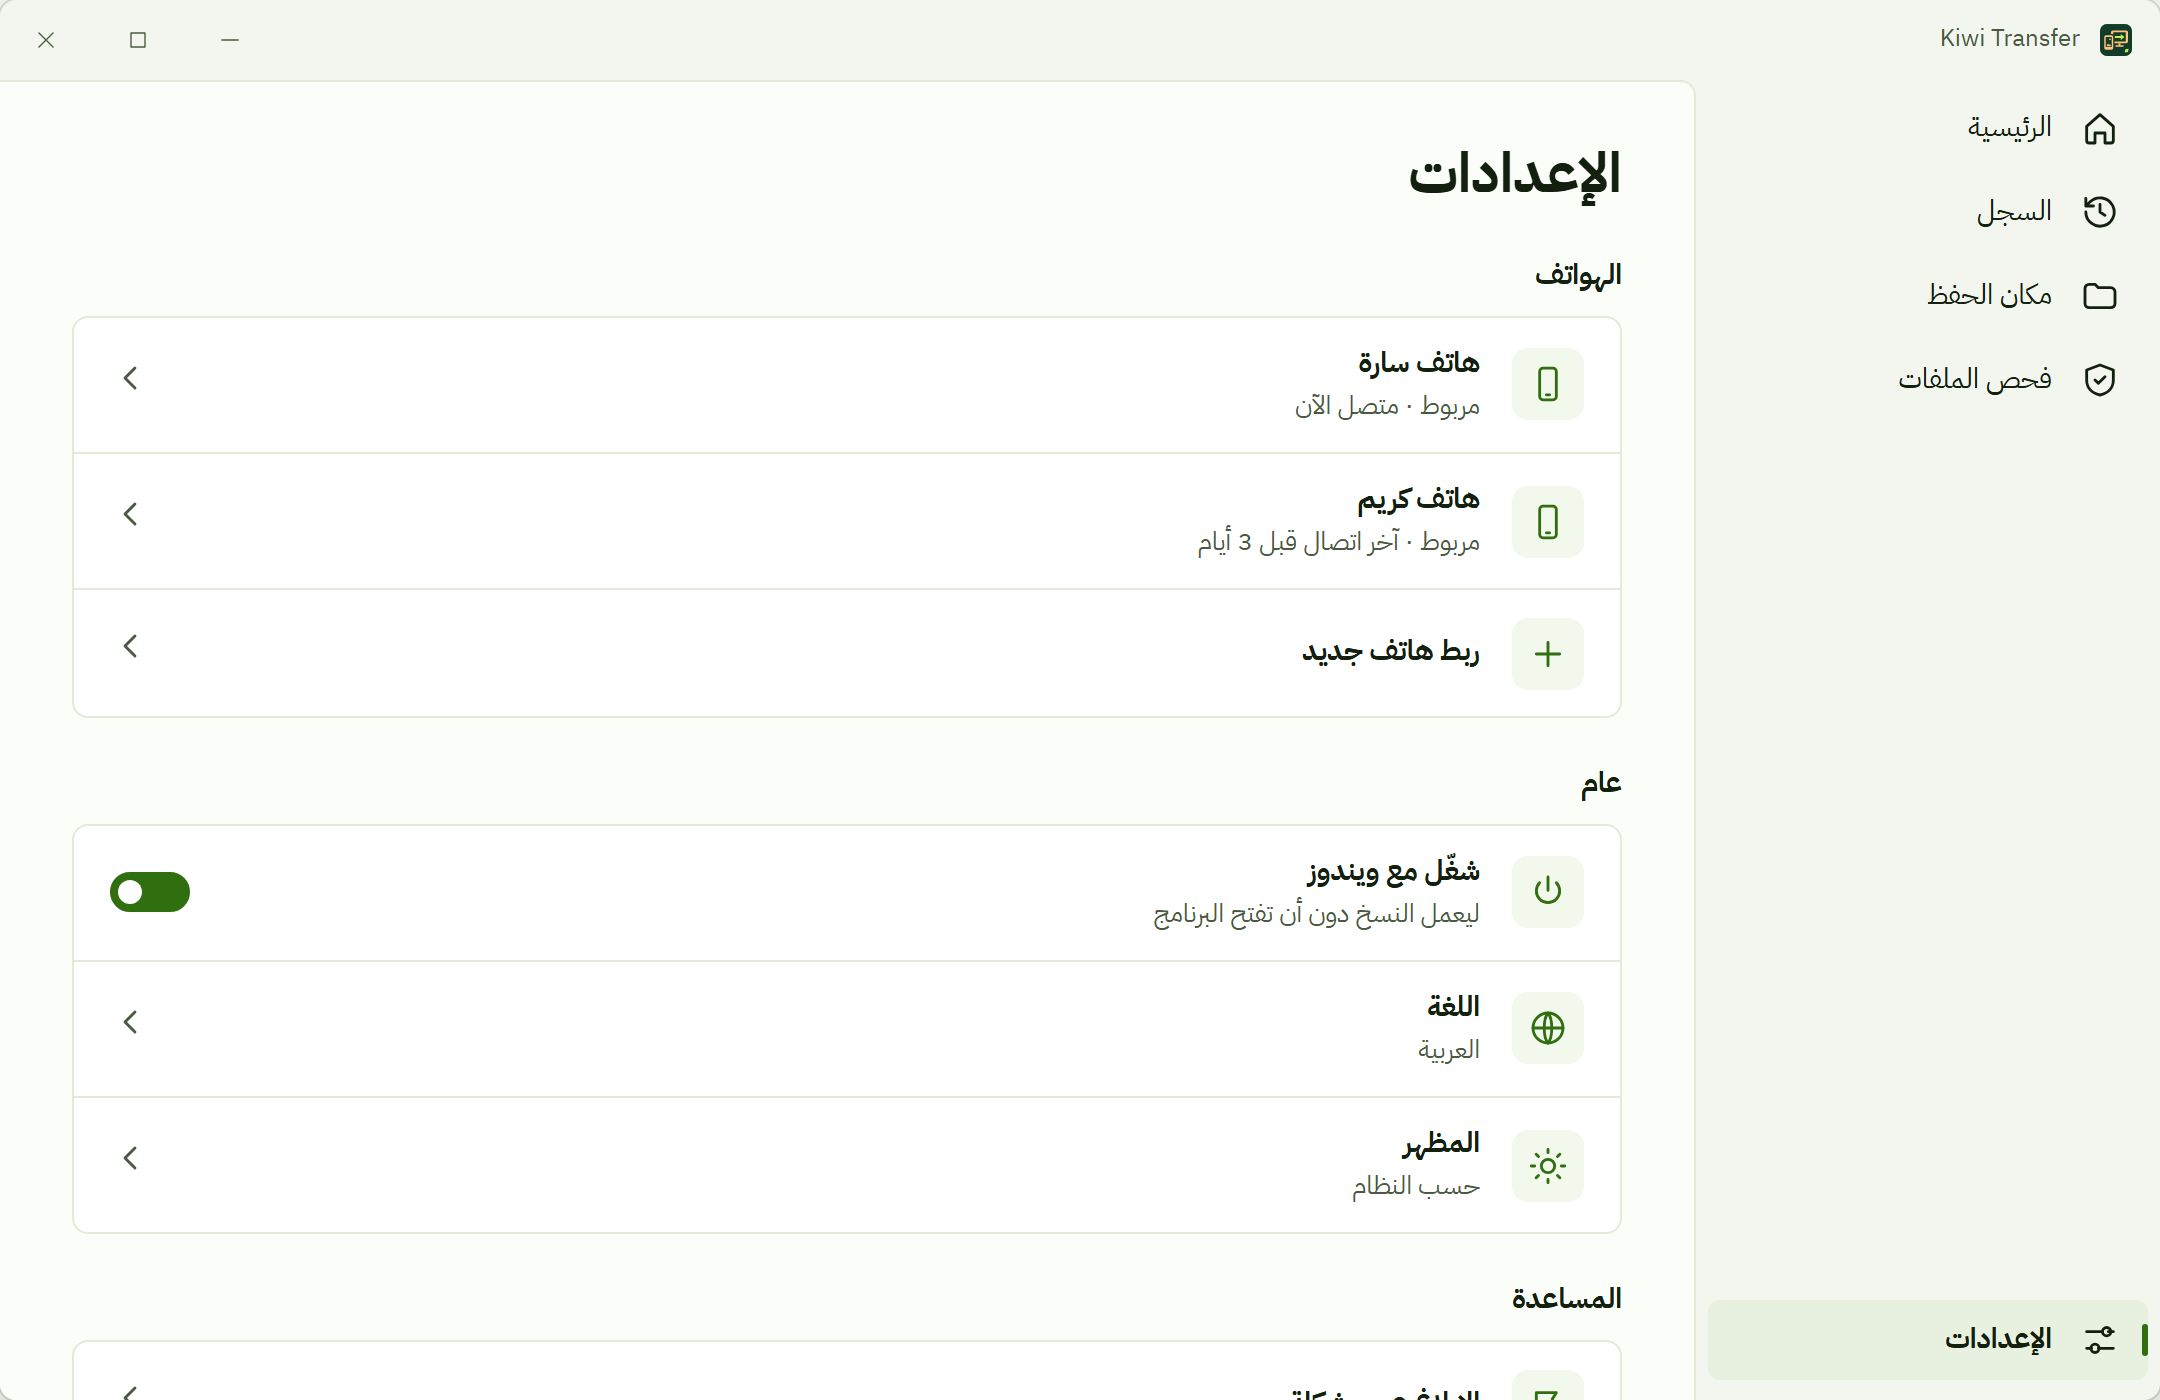 Kiwi Transfer
الرئيسية
السجل
مكان الحفظ
فحص الملفات
الإعدادات
الإعدادات
الهواتف
هاتف سارة
مربوط · متصل الآن
هاتف كريم
مربوط · آخر اتصال قبل 3 أيام
ربط هاتف جديد
عام
شغّل مع ويندوز
ليعمل النسخ دون أن تفتح البرنامج
اللغة
العربية
المظهر
حسب النظام
المساعدة